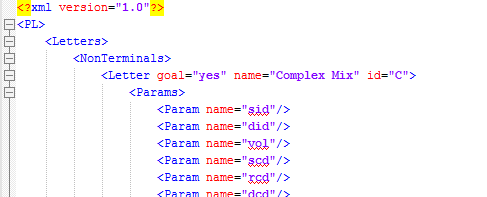 <?xml version="1.0"?>
<PL>
<Letters>
<NonTerminals>
<Letter goal="yes" name="Complex Mix" id="C">
<Params>
<Param name="sid"/>
<Param name="did"/>
<Param name="vol"/>
<Param name="scd"/>
<Param name="rcd"/>
<Param name="dcd"/>